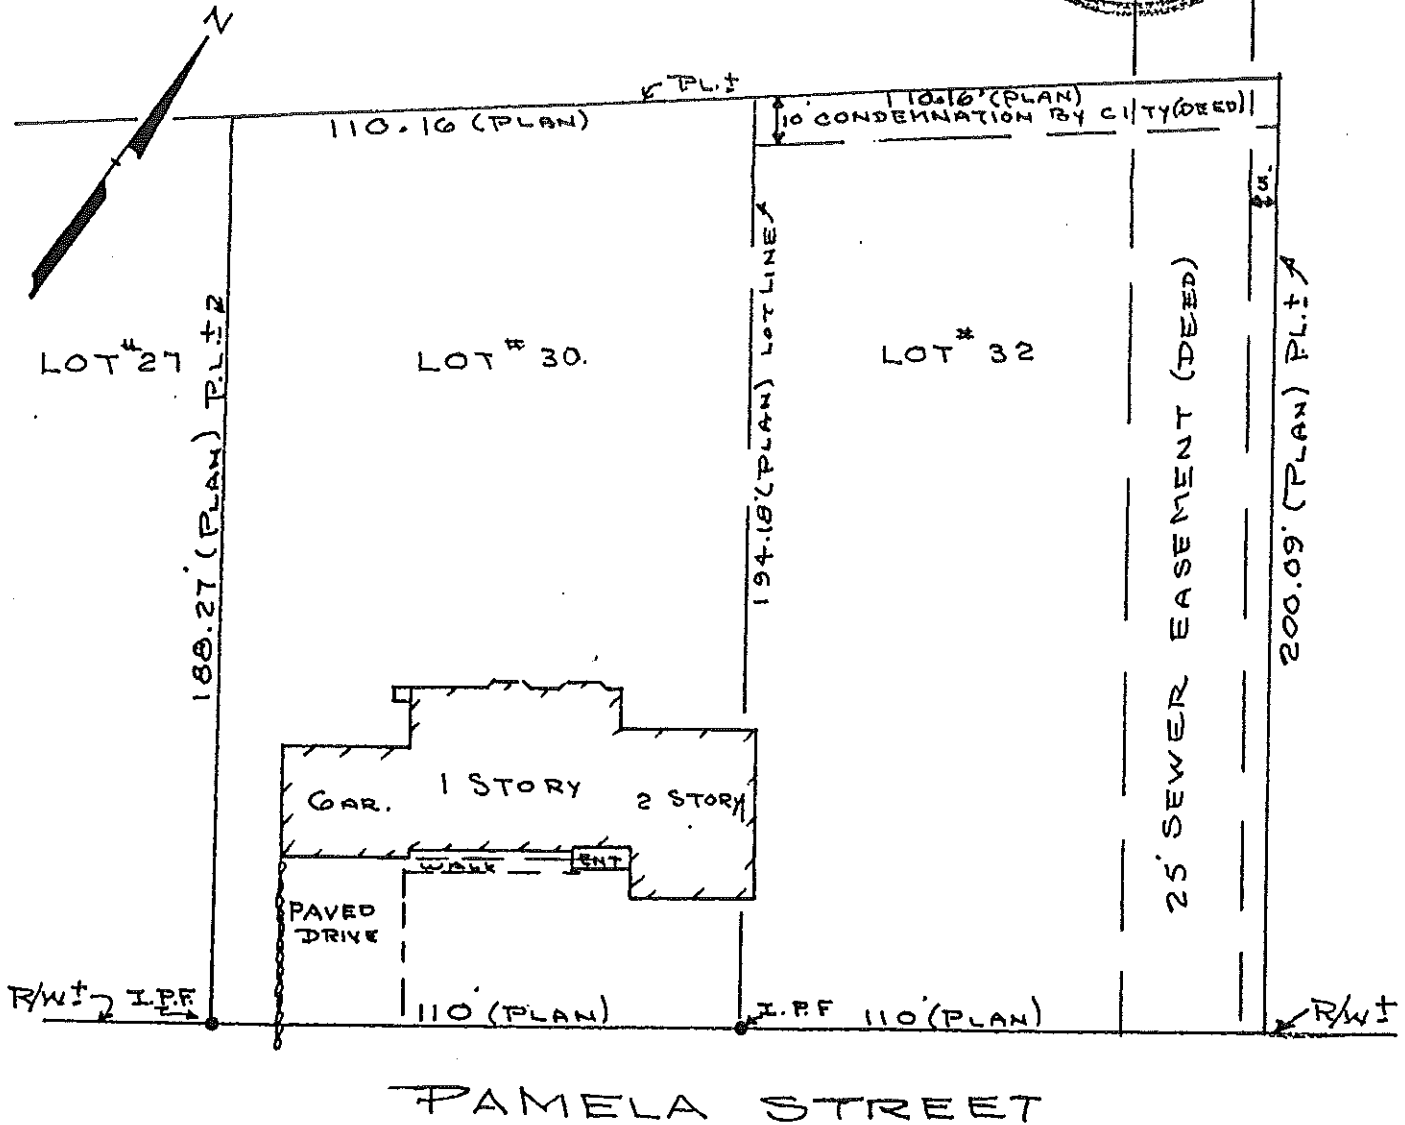 N
PL.±
110.16 (PLAN)
110.16' (PLAN)
10' CONDEMNATION BY CITY (DEED)
5'
LOT #27
188.27' (PLAN) P.L.±
LOT # 30.
194.18' (PLAN) LOT LINE
LOT # 32
25' SEWER EASEMENT (DEED)
200.09' (PLAN) PL.±
GAR.
1 STORY
2 STORY
WALK
ENT
PAVED
DRIVE
R/W±
I.P.F.
110' (PLAN)
I.P.F
110' (PLAN)
R/W±
PAMELA STREET